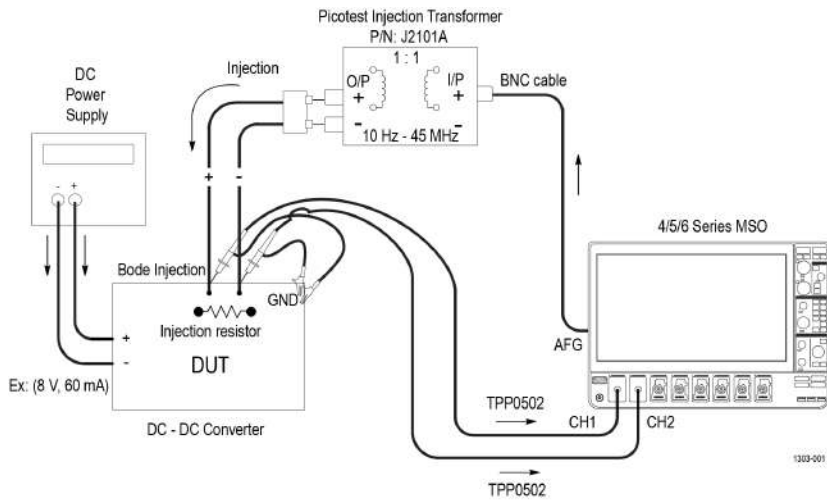 Picotest Injection Transformer
P/N: J2101A
1 : 1
O/P
I/P
+
+
-
-
10 Hz - 45 MHz
Injection
BNC cable
DC
Power
Supply
- +
+
-
4/5/6 Series MSO
Bode Injection
GND
Injection resistor
DUT
+
-
Ex: (8 V, 60 mA)
DC - DC Converter
AFG
TPP0502
CH1
CH2
TPP0502
1303-001